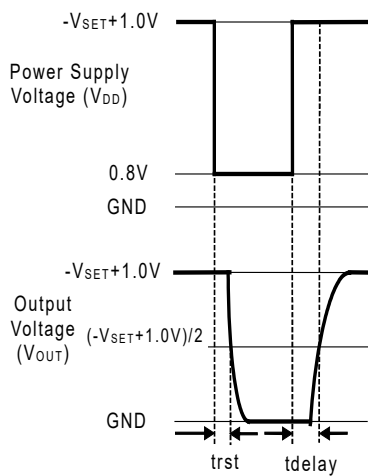 -VSET+1.0V
Power Supply
Voltage (VDD)
0.8V
GND
-VSET+1.0V
Output
Voltage
(VOUT)
(-VSET+1.0V)/2
GND
trst
tdelay